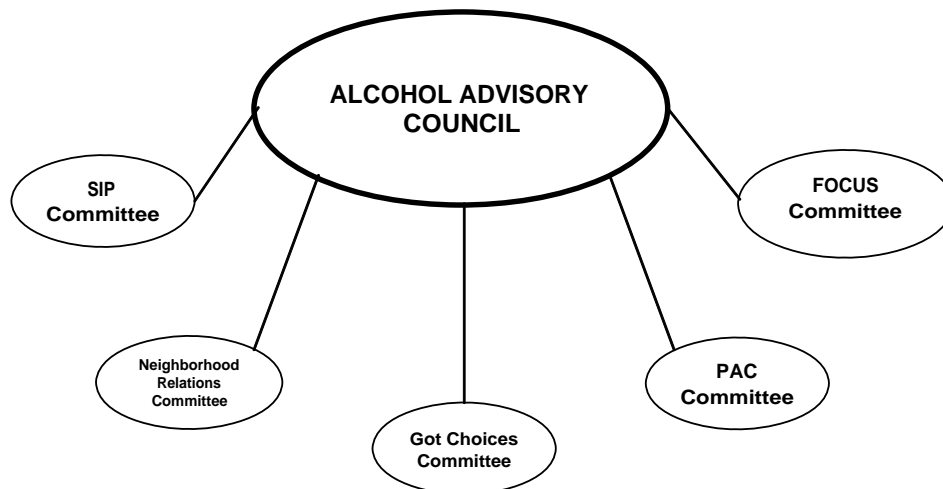 ALCOHOL ADVISORY
COUNCIL
SIP
Committee
FOCUS
Committee
Neighborhood
Relations
Committee
Got Choices
Committee
PAC
Committee